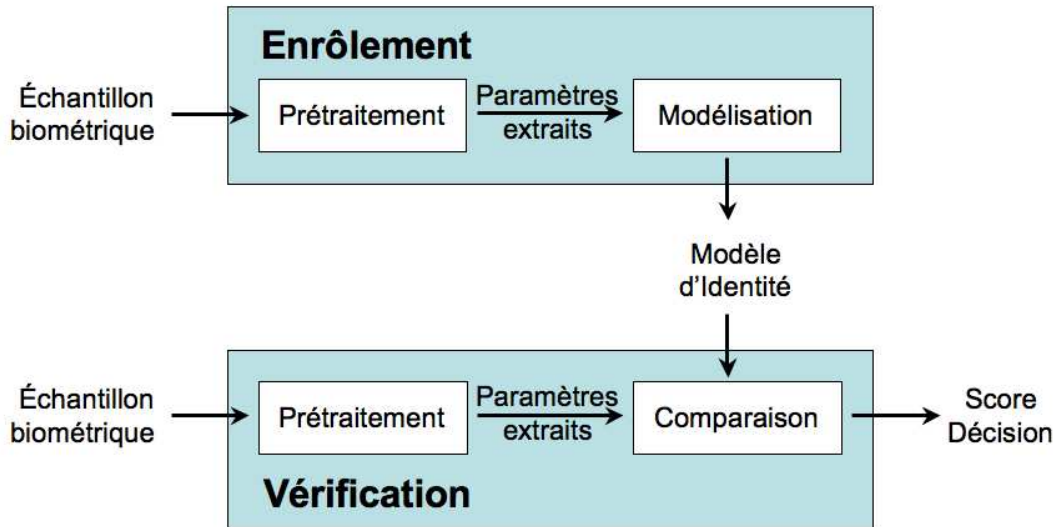 Enrôlement
Échantillon
biométrique
Prétraitement
Paramètres
extraits
Modélisation
Modèle
d'Identité
Échantillon
biométrique
Prétraitement
Paramètres
extraits
Comparaison
Score
Décision
Vérification